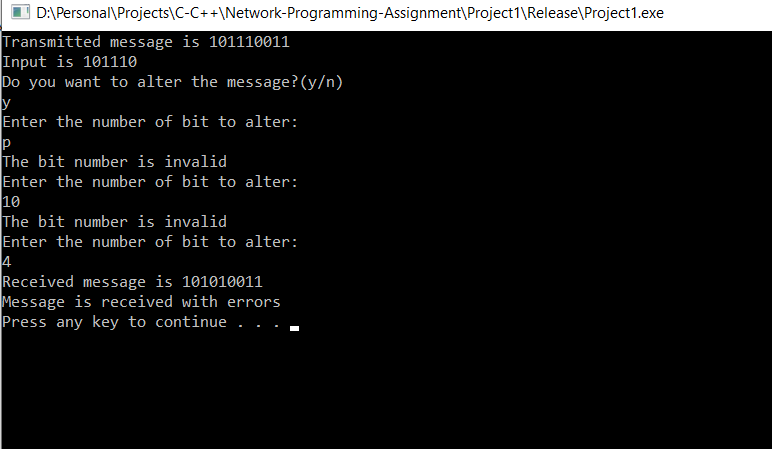 D:\Personal\Projects\C-C++\Network-Programming-Assignment\Project1\Release\Project1.exe
Transmitted message is 101110011
Input is 101110
Do you want to alter the message?(y/n)
y
Enter the number of bit to alter:
p
The bit number is invalid
Enter the number of bit to alter:
10
The bit number is invalid
Enter the number of bit to alter:
4
Received message is 101010011
Message is received with errors
Press any key to continue . . .